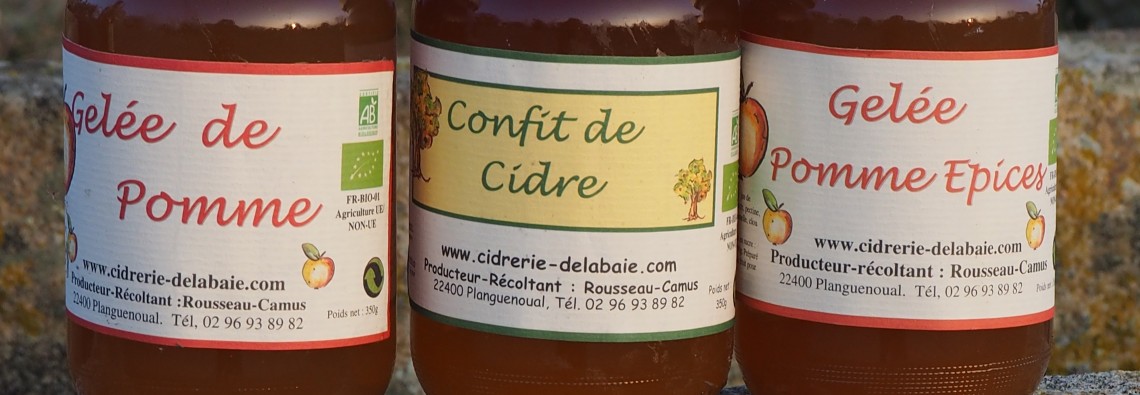 Gelée de
Pomme
AB
FR-BIO-01
Agriculture UE/
NON-UE
www.cidrerie-delabaie.com
Producteur-Récoltant :Rousseau-Camus
22400 Planguenoual. Tél, 02 96 93 89 82
Poids net : 350g
Confit de
Cidre
www.cidrerie-delabaie.com
Producteur-Récoltant : Rousseau-Camus
22400 Planguenoual, Tél. 02 96 93 89 82
Poids net
350g
Gelée
Pomme Epices
www.cidrerie-delabaie.com
Producteur-récoltant : Rousseau-Camus
22400 Planguenoual. Tél, 02 96 93 89 82